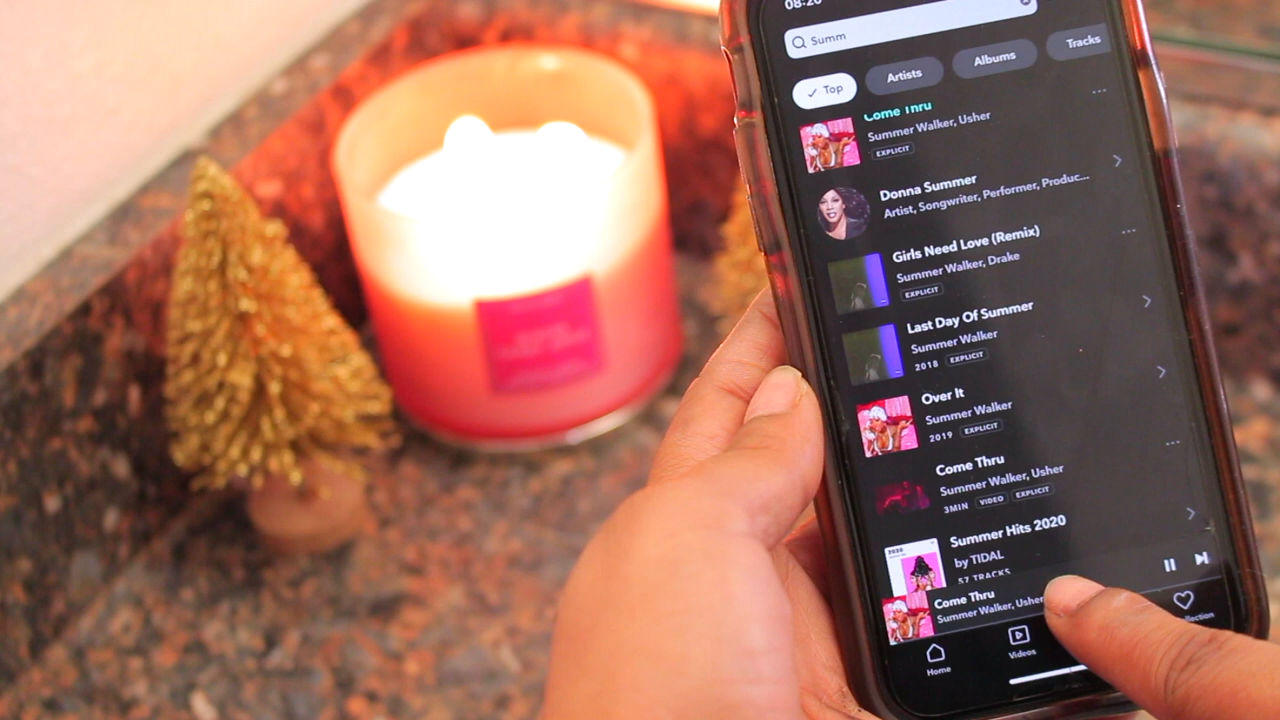 08:20
Summ
Top
Artists
Albums
Tracks
Come Thru
Summer Walker, Usher
EXPLICIT
Donna Summer
Artist, Songwriter, Performer, Produc...
Girls Need Love (Remix)
Summer Walker, Drake
EXPLICIT
Last Day Of Summer
Summer Walker
2018 EXPLICIT
Over It
Summer Walker
2019 EXPLICIT
Come Thru
Summer Walker, Usher
3MIN VIDEO EXPLICIT
Summer Hits 2020
by TIDAL
57 TRACKS
2020
Come Thru
Summer Walker, Usher
Home
Videos
llection